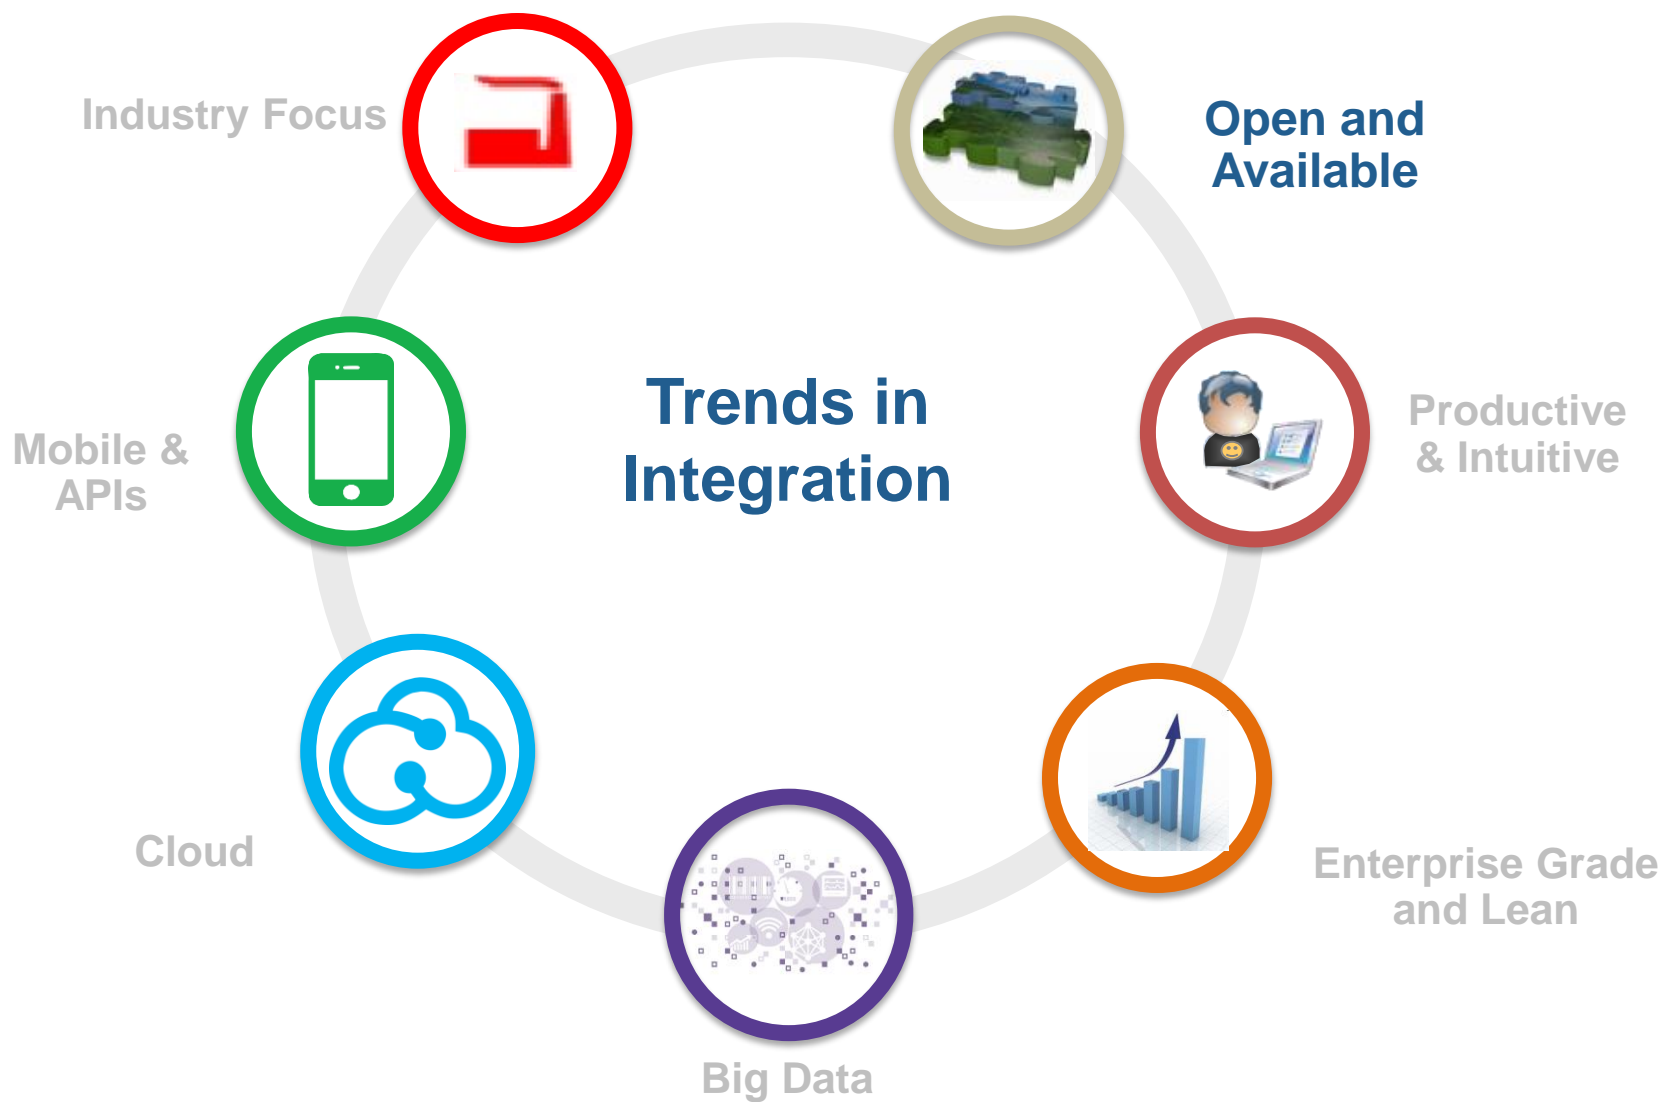 Trends in
Integration
Open and
Available
Productive
& Intuitive
Enterprise Grade
and Lean
Big Data
Cloud
Mobile &
APIs
Industry Focus